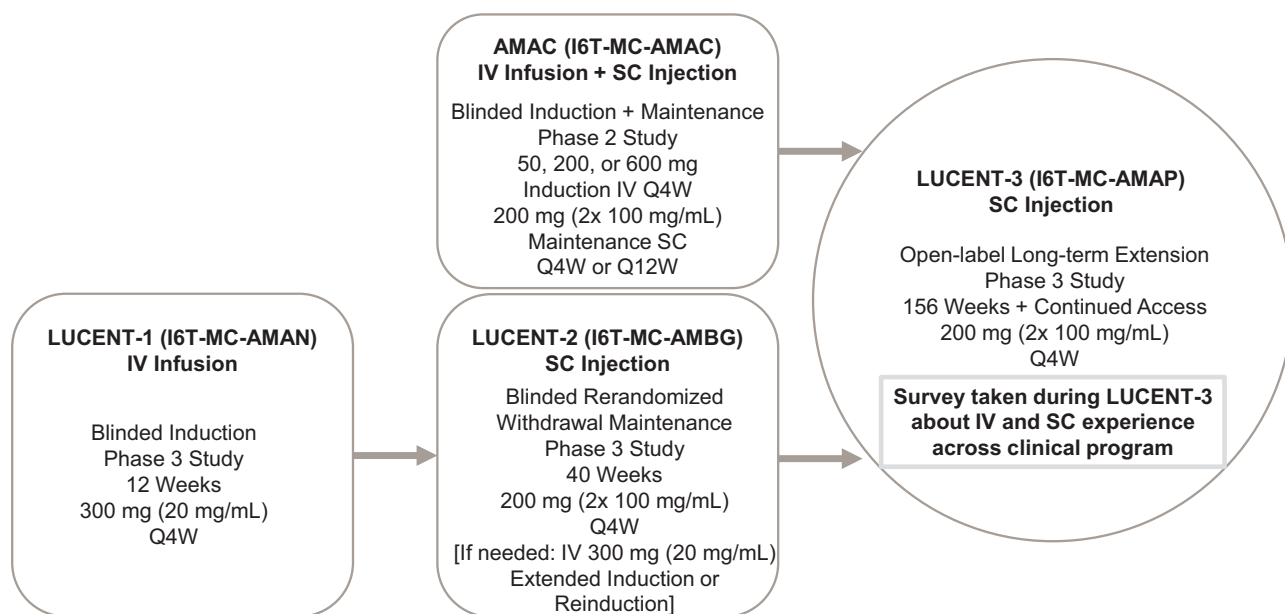 AMAC (I6T-MC-AMAC)
IV Infusion + SC Injection
Blinded Induction + Maintenance
Phase 2 Study
50, 200, or 600 mg
Induction IV Q4W
200 mg (2x 100 mg/mL)
Maintenance SC
Q4W or Q12W
LUCENT-1 (I6T-MC-AMAN)
IV Infusion
Blinded Induction
Phase 3 Study
12 Weeks
300 mg (20 mg/mL)
Q4W
LUCENT-2 (I6T-MC-AMBG)
SC Injection
Blinded Rerandomized
Withdrawal Maintenance
Phase 3 Study
40 Weeks
200 mg (2x 100 mg/mL)
Q4W
[If needed: IV 300 mg (20 mg/mL)
Extended Induction or
Reinduction]
LUCENT-3 (I6T-MC-AMAP)
SC Injection
Open-label Long-term Extension
Phase 3 Study
156 Weeks + Continued Access
200 mg (2x 100 mg/mL)
Q4W
Survey taken during LUCENT-3
about IV and SC experience
across clinical program